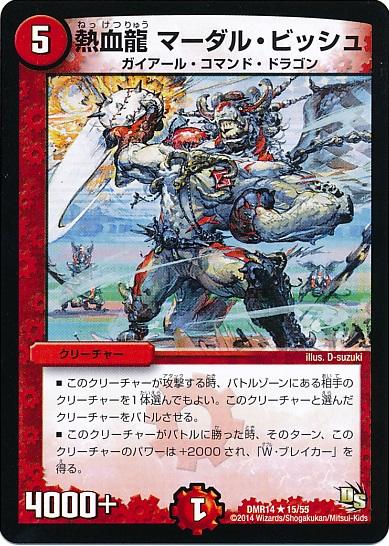 5
ねっけつりゅう
熱血龍 マーダル・ビッシュ
ガイアール・コマンド・ドラゴン
クリーチャー
illus. D-suzuki
■ このクリーチャーが攻撃する時、バトルゾーンにある相手の
クリーチャーを1体選んでもよい。このクリーチャーと選んだ
クリーチャーをバトルさせる。
■ このクリーチャーがバトルに勝った時、そのターン、この
クリーチャーのパワーは +2000 され、「W・ブレイカー」を
得る。
4000+
1
DS
DMR14 ★ 15/55
©2014 Wizards/Shogakukan/Mitsui-Kids